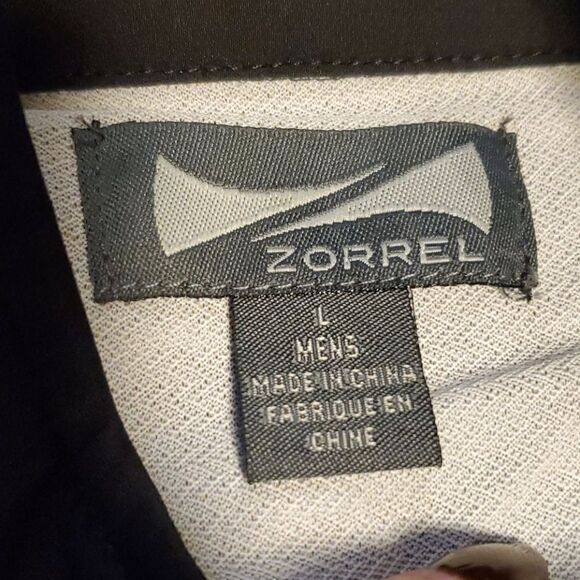 ZORREL
L
MENS
MADE IN CHINA
FABRIQUE EN
CHINE